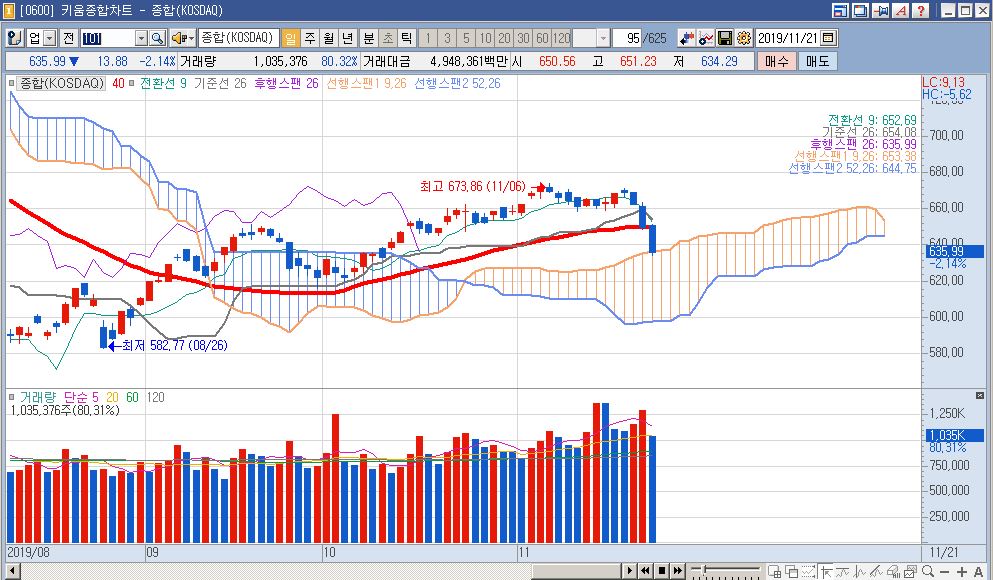 [0600] 키움종합차트 - 종합(KOSDAQ)
업 전 101 종합(KOSDAQ) 일 주 월 년 분 초 틱 1 3 5 10 20 30 60 120 95 /625 2019/11/21
635.99 ▼ 13.88 -2.14% 거래량 1,035,376 80.32% 거래대금 4,948,361백만 시 650.56 고 651.23 저 634.29 매수 매도
종합(KOSDAQ) 40 전환선 9 기준선 26 후행스팬 26 선행스팬1 9,26 선행스팬2 52,26
LC:9.13
HC:-5.62
전환선 9: 652.69
기준선 26: 654.08
후행스팬 26: 635.99
선행스팬1 9,26: 653.38
선행스팬2 52,26: 644.75
700.00
680.00
최고 673.86 (11/06)
660.00
640.00
635.99
-2.14%
620.00
600.00
최저 582.77 (08/26)
580.00
거래량 단순 5 20 60 120
1,035,376주(80.31%)
1,250K
1,035K
80.31%
750,000
500,000
250,000
2019/08 09 10 11 11/21